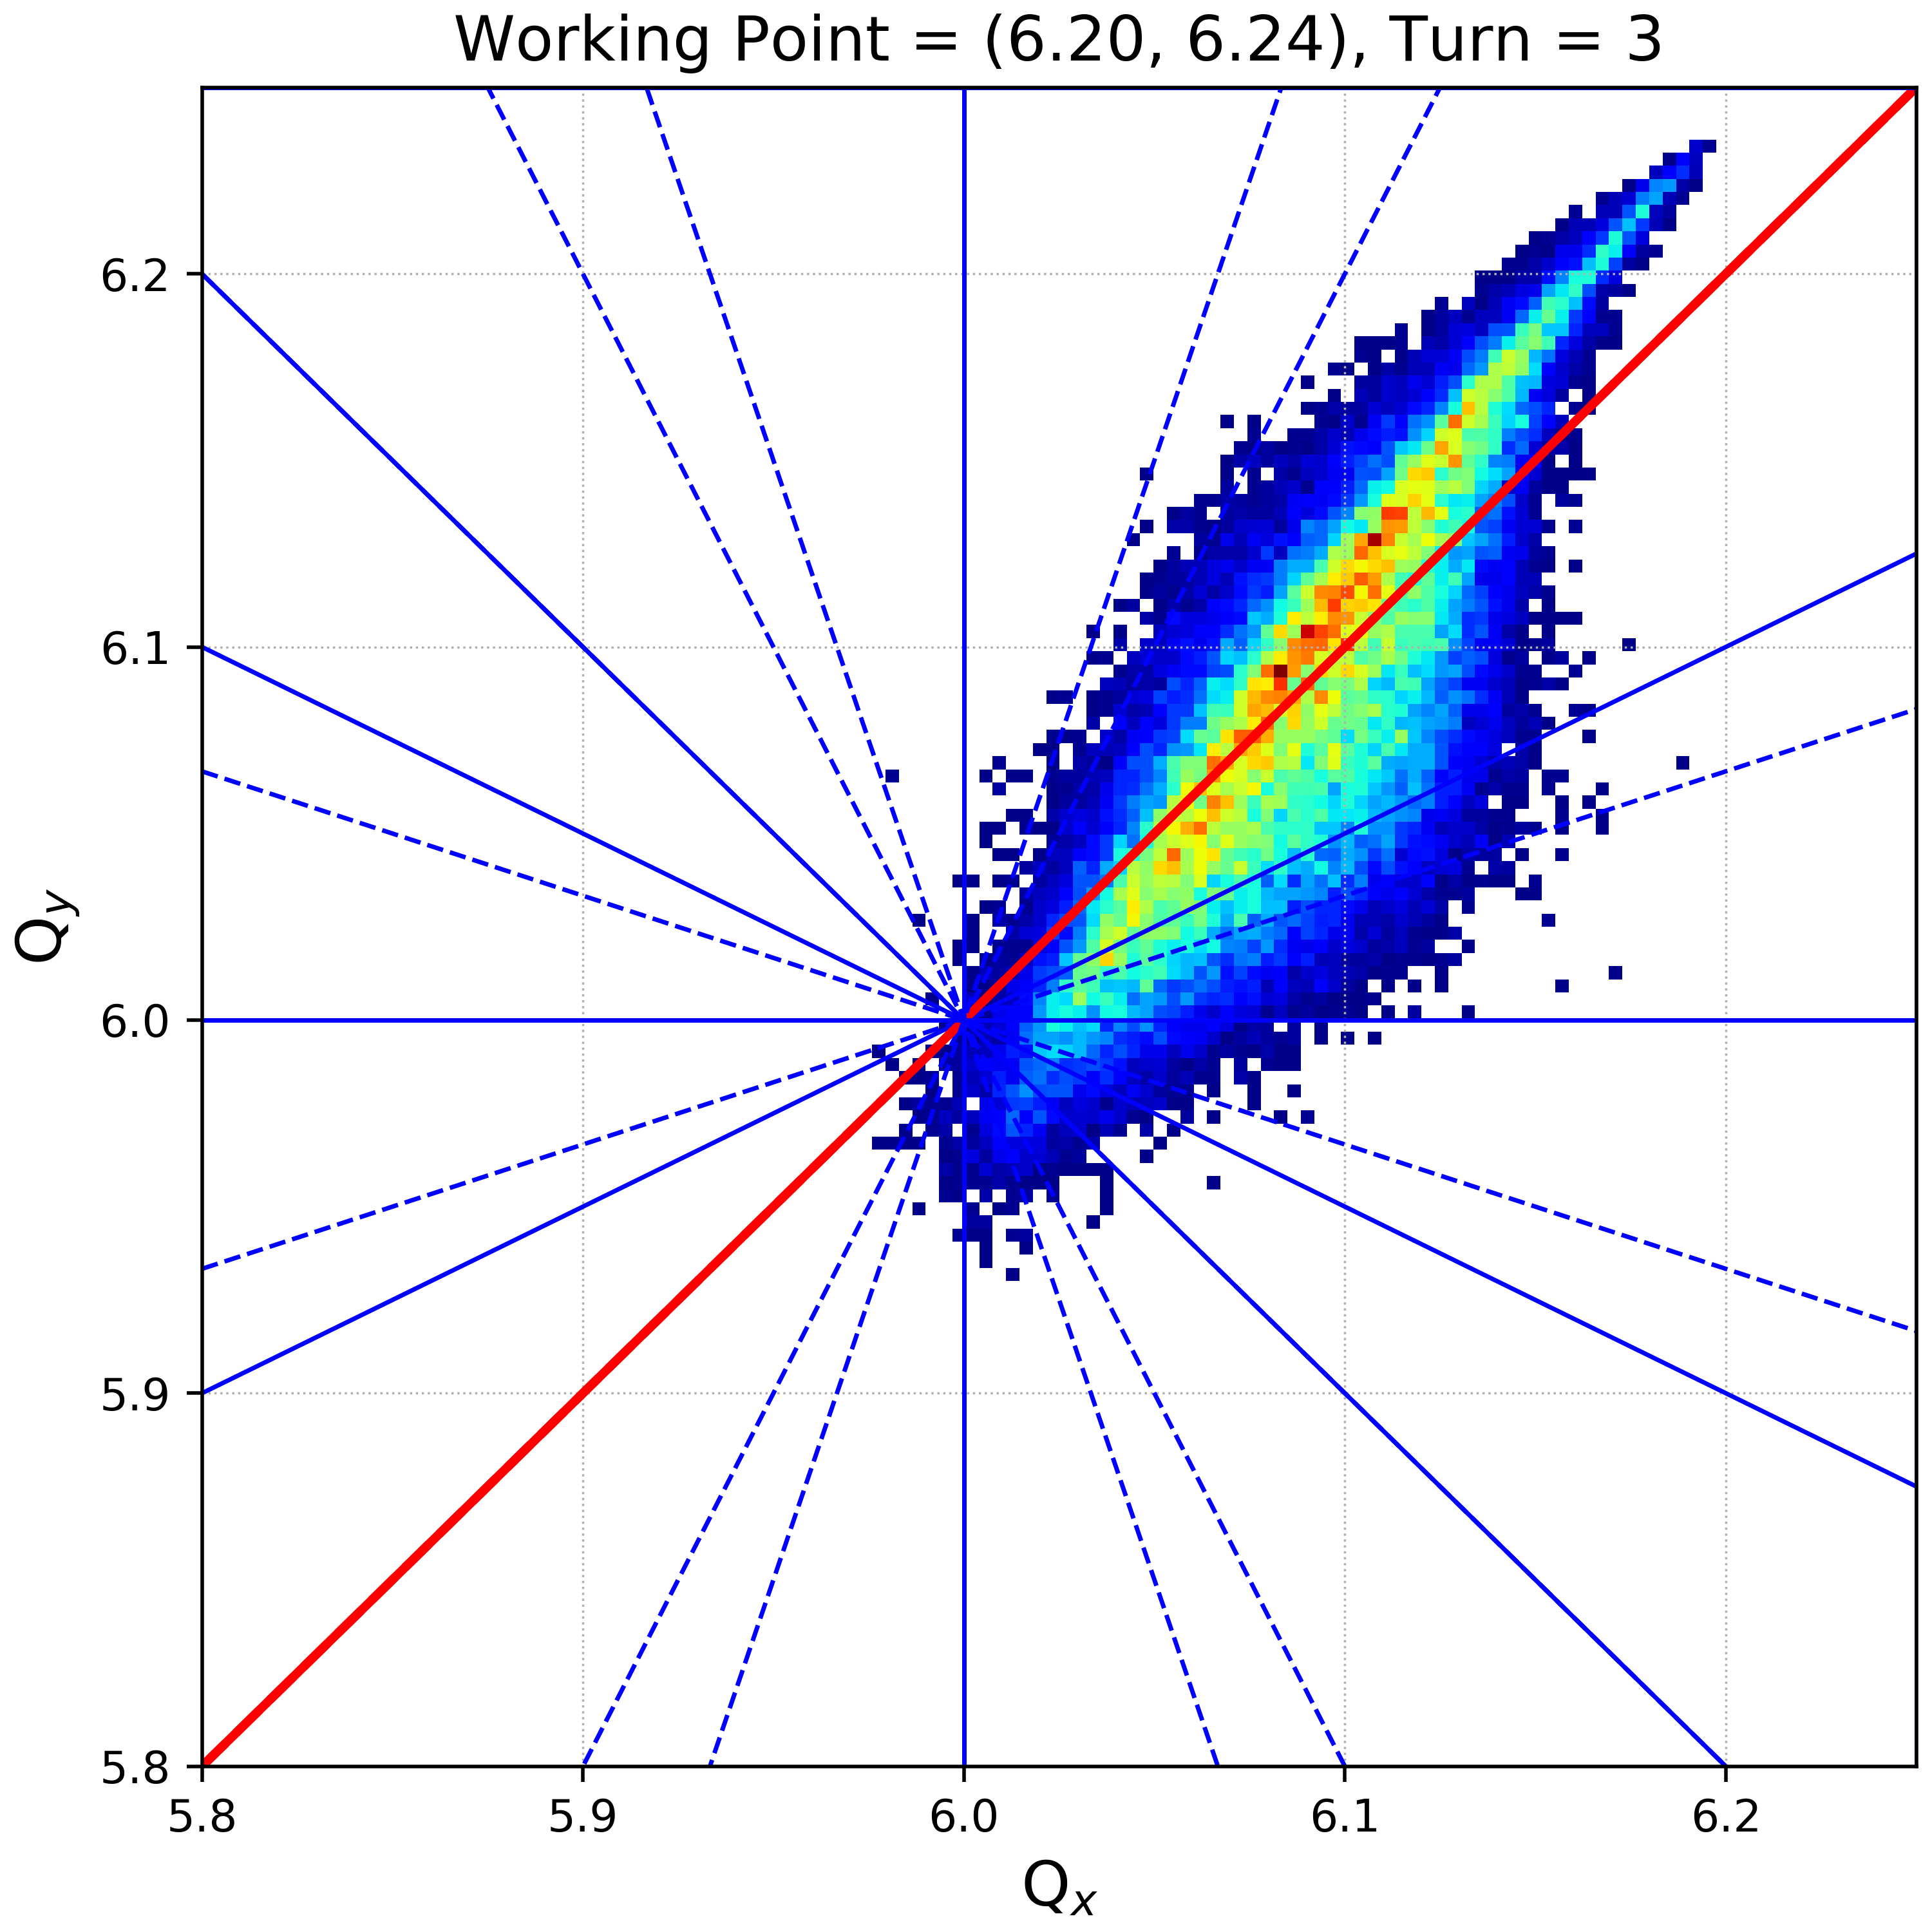 Working Point = (6.20, 6.24), Turn = 3
6.2
6.1
6.0
5.9
5.8
Qy
5.8 5.9 6.0 6.1 6.2
Qx